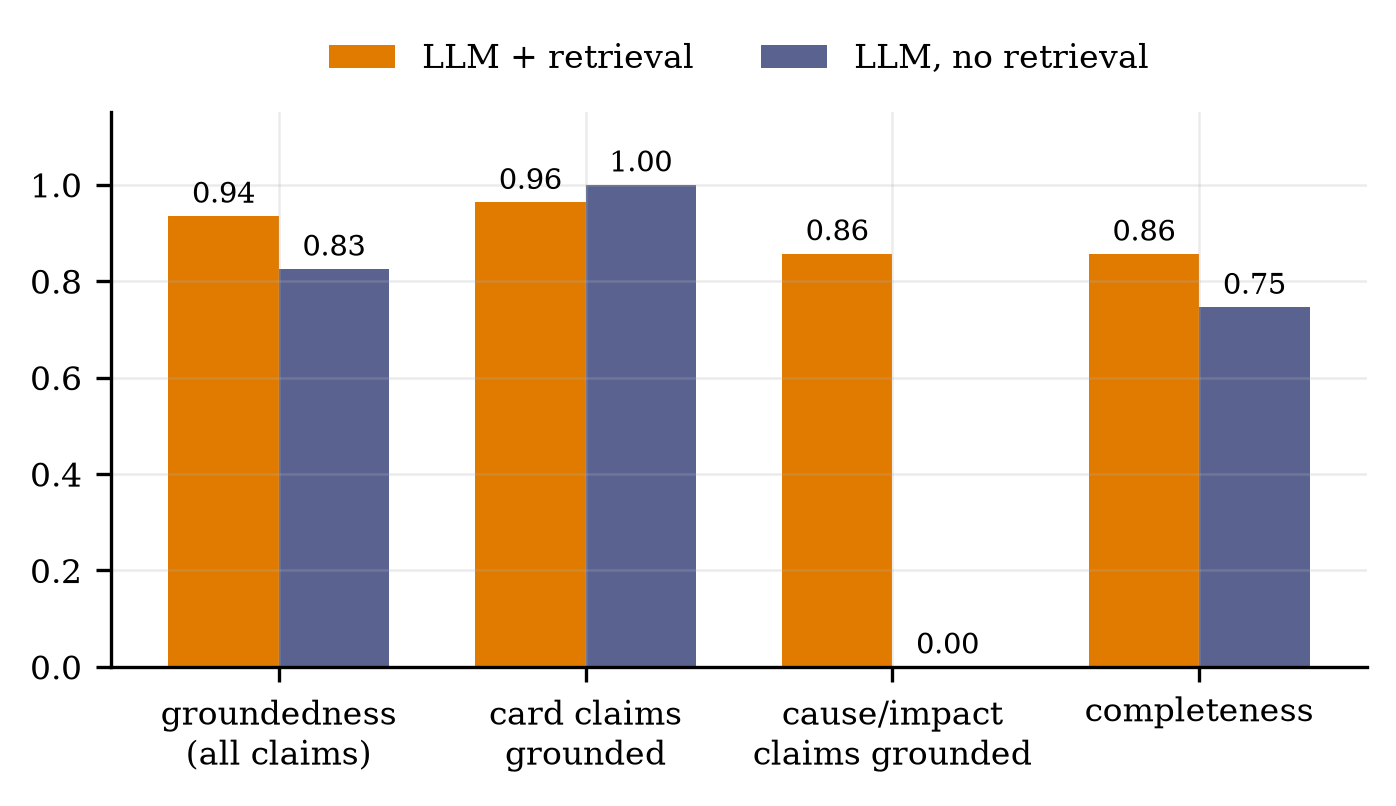 LLM + retrieval
LLM, no retrieval
1.0
0.8
0.6
0.4
0.2
0.0
0.94
0.83
0.96
1.00
0.86
0.00
0.86
0.75
groundedness
(all claims)
card claims
grounded
cause/impact
claims grounded
completeness